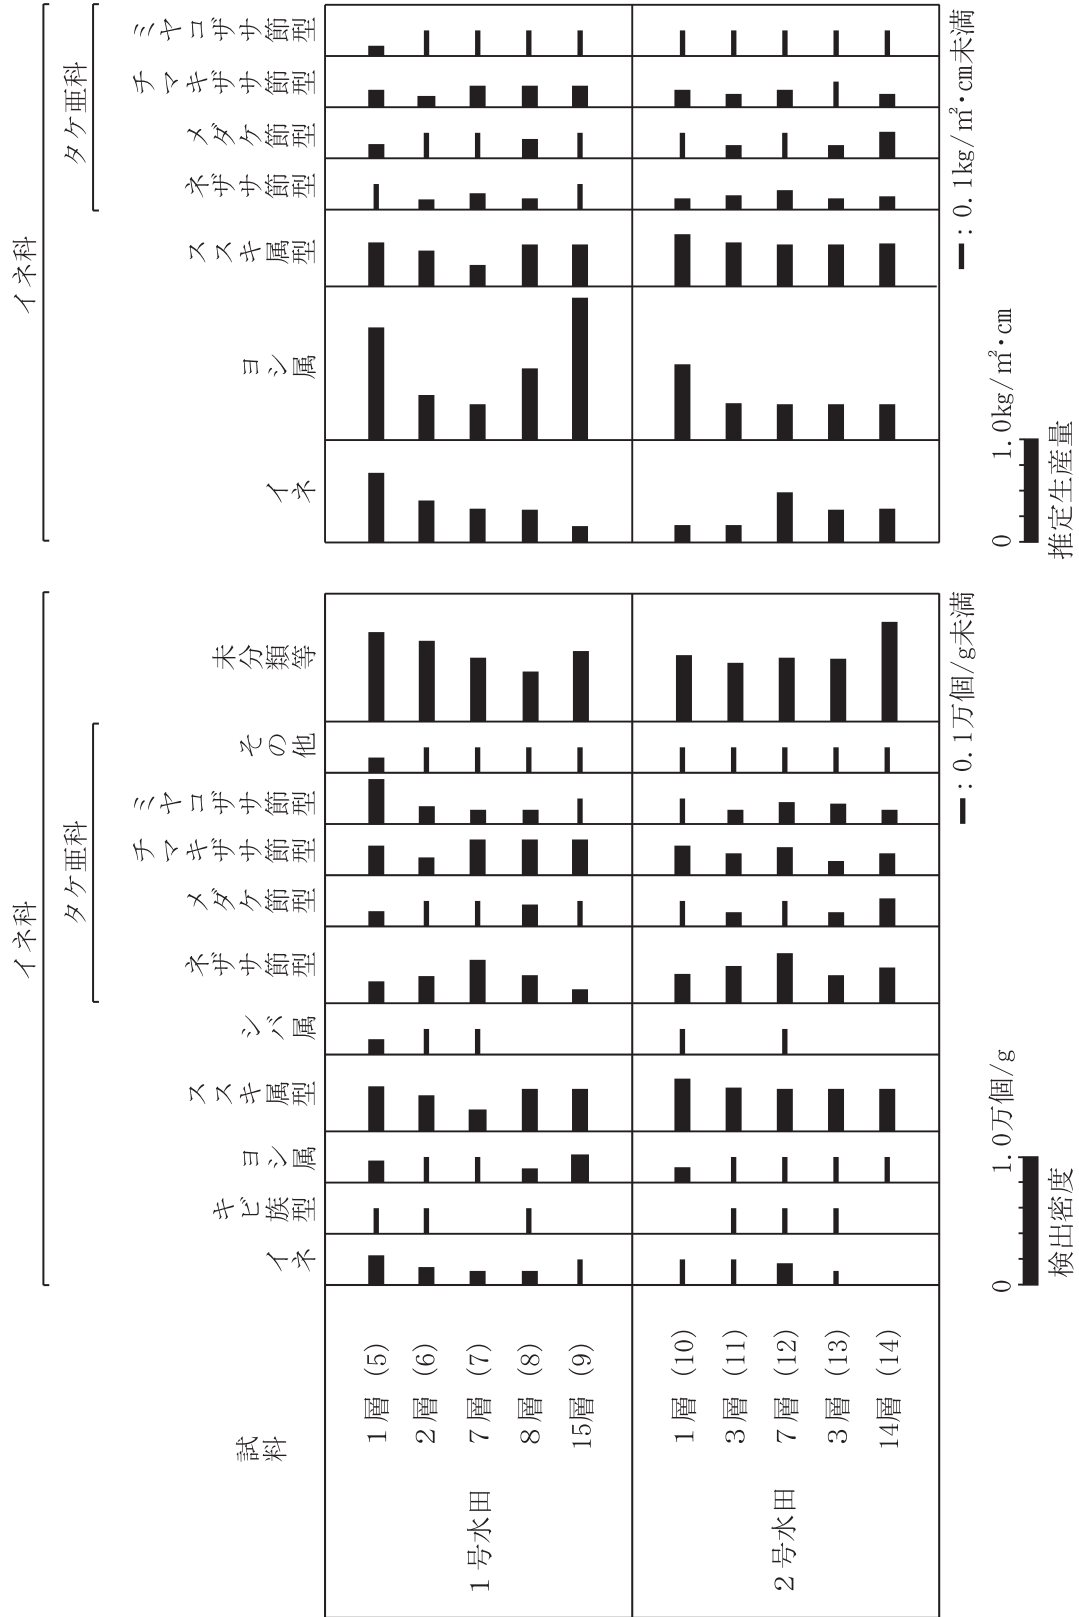 イネ科
イネ科
タケ亜科
タケ亜科
試料
イネ
キビ族型
ヨシ属
ススキ属型
シバ属
ネザサ節型
メダケ節型
チマキザサ節型
ミヤコザサ節型
その他
未分類等
イネ
ヨシ属
ススキ属型
ネザサ節型
メダケ節型
チマキザサ節型
ミヤコザサ節型
1号水田
1層 (5)
2層 (6)
7層 (7)
8層 (8)
15層 (9)
2号水田
1層 (10)
3層 (11)
7層 (12)
3層 (13)
14層 (14)
:0.1万個/g未満
:0.1kg/㎡・cm未満
0 1.0万個/g
検出密度
0 1.0kg/㎡・cm
推定生産量